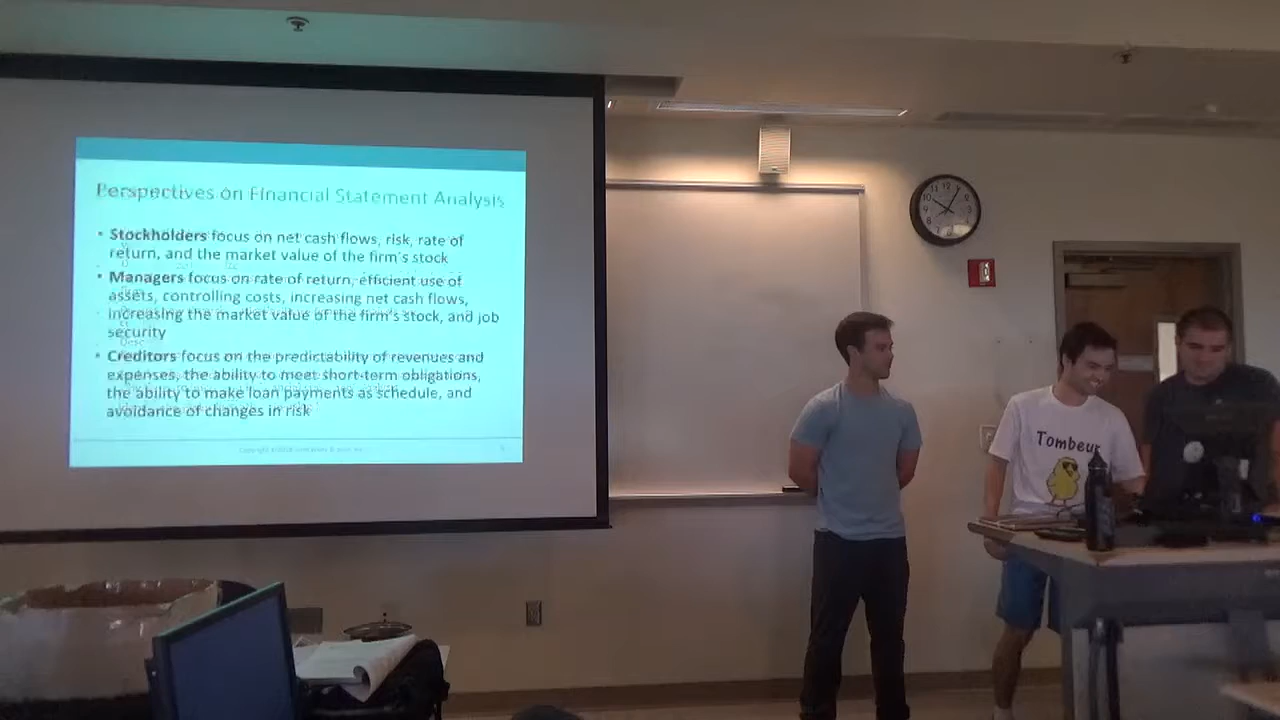 Perspectives on Financial Statement Analysis
• Stockholders focus on net cash flows, risk, rate of
return, and the market value of the firm's stock
• Managers focus on rate of return, efficient use of
assets, controlling costs, increasing net cash flows,
increasing the market value of the firm's stock, and job
security
• Creditors focus on the predictability of revenues and
expenses, the ability to meet short-term obligations,
the ability to make loan payments as schedule, and
avoidance of changes in risk
Copyright
Tombeur